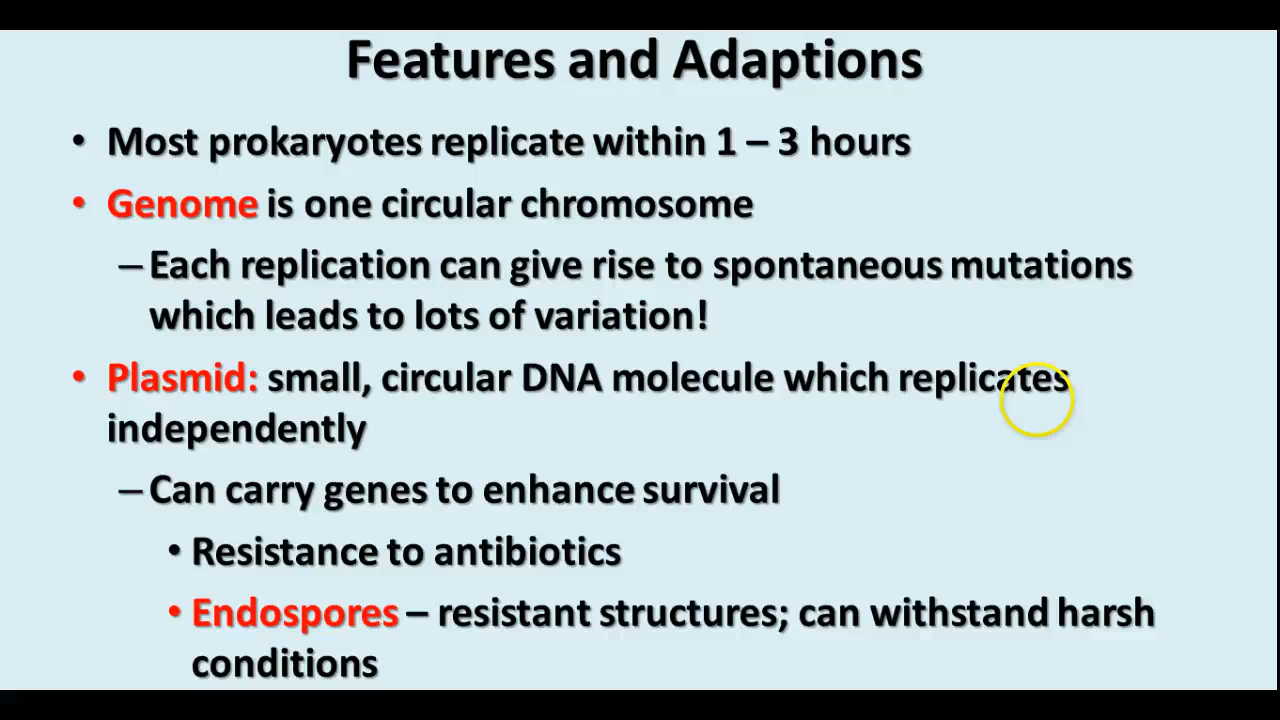 Features and Adaptions
• Most prokaryotes replicate within 1 – 3 hours
• Genome is one circular chromosome
– Each replication can give rise to spontaneous mutations
which leads to lots of variation!
• Plasmid: small, circular DNA molecule which replicates
independently
– Can carry genes to enhance survival
• Resistance to antibiotics
• Endospores – resistant structures; can withstand harsh
conditions